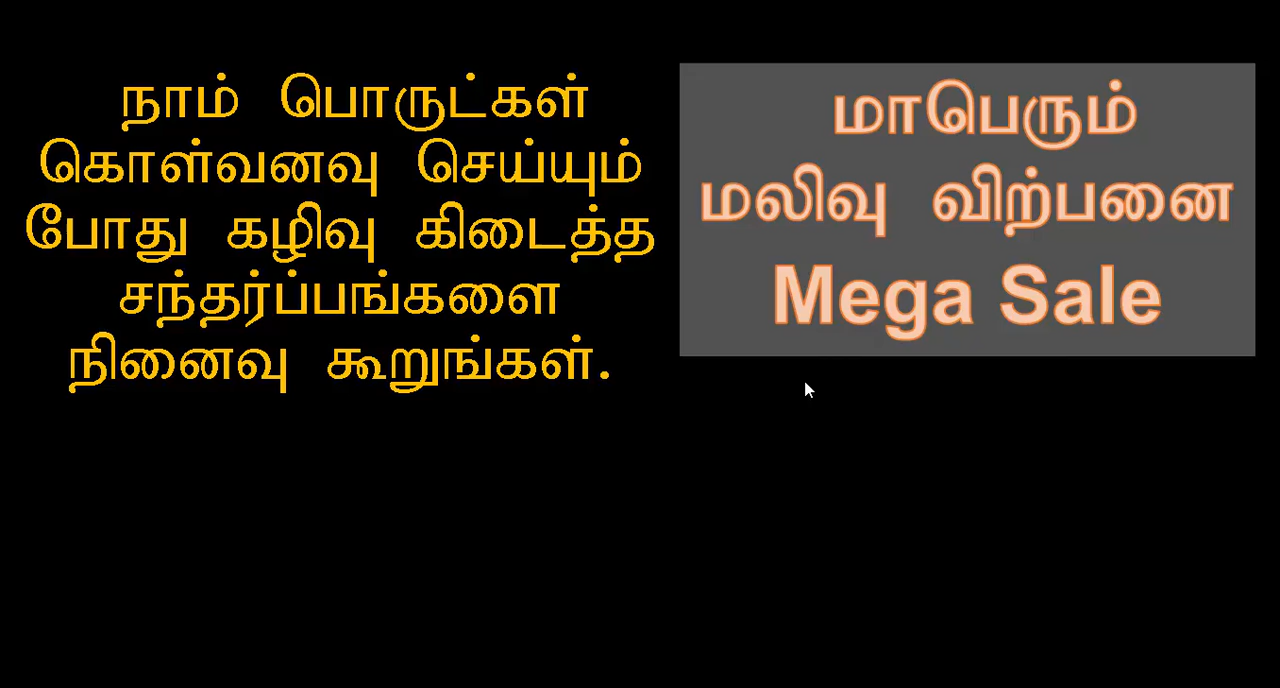 நாம் பொருட்கள்
கொள்வனவு செய்யும்
போது கழிவு கிடைத்த
சந்தர்ப்பங்களை
நினைவு கூறுங்கள்.
மாபெரும்
மலிவு விற்பனை
Mega Sale